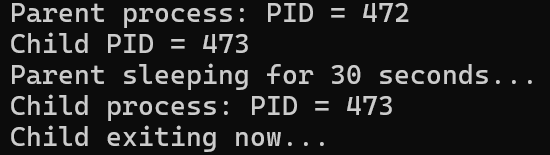 Parent process: PID = 472
Child PID = 473
Parent sleeping for 30 seconds...
Child process: PID = 473
Child exiting now...